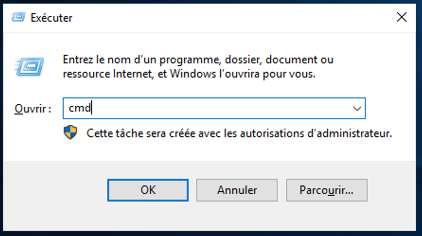 Exécuter
Entrez le nom d'un programme, dossier, document ou
ressource Internet, et Windows l'ouvrira pour vous.
Ouvrir : cmd
Cette tâche sera créée avec les autorisations d'administrateur.
OK Annuler Parcourir...